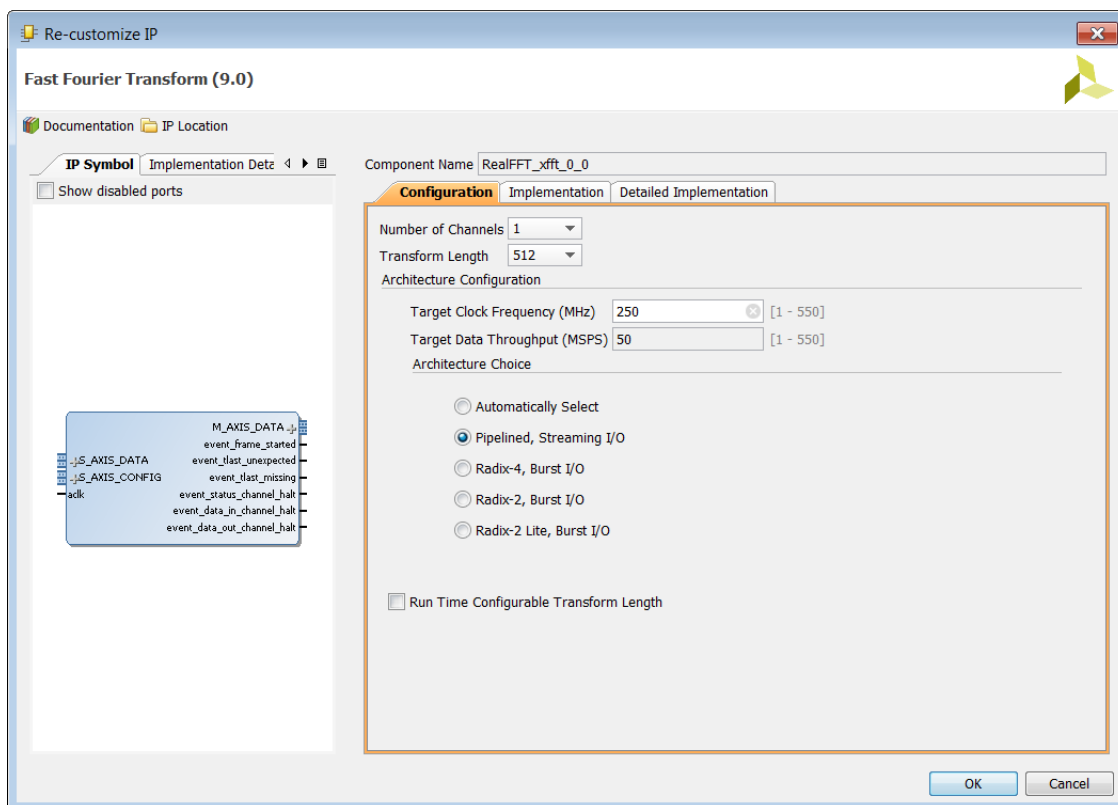 Re-customize IP
Fast Fourier Transform (9.0)
Documentation IP Location
IP Symbol Implementation Deta
Show disabled ports
M_AXIS_DATA
event_frame_started
S_AXIS_DATA event_tlast_unexpected
S_AXIS_CONFIG event_tlast_missing
aclk event_status_channel_halt
event_data_in_channel_halt
event_data_out_channel_halt
Component Name RealFFT_xfft_0_0
Configuration Implementation Detailed Implementation
Number of Channels 1
Transform Length 512
Architecture Configuration
Target Clock Frequency (MHz) 250 [1 - 550]
Target Data Throughput (MSPS) 50 [1 - 550]
Architecture Choice
Automatically Select
Pipelined, Streaming I/O
Radix-4, Burst I/O
Radix-2, Burst I/O
Radix-2 Lite, Burst I/O
Run Time Configurable Transform Length
OK Cancel